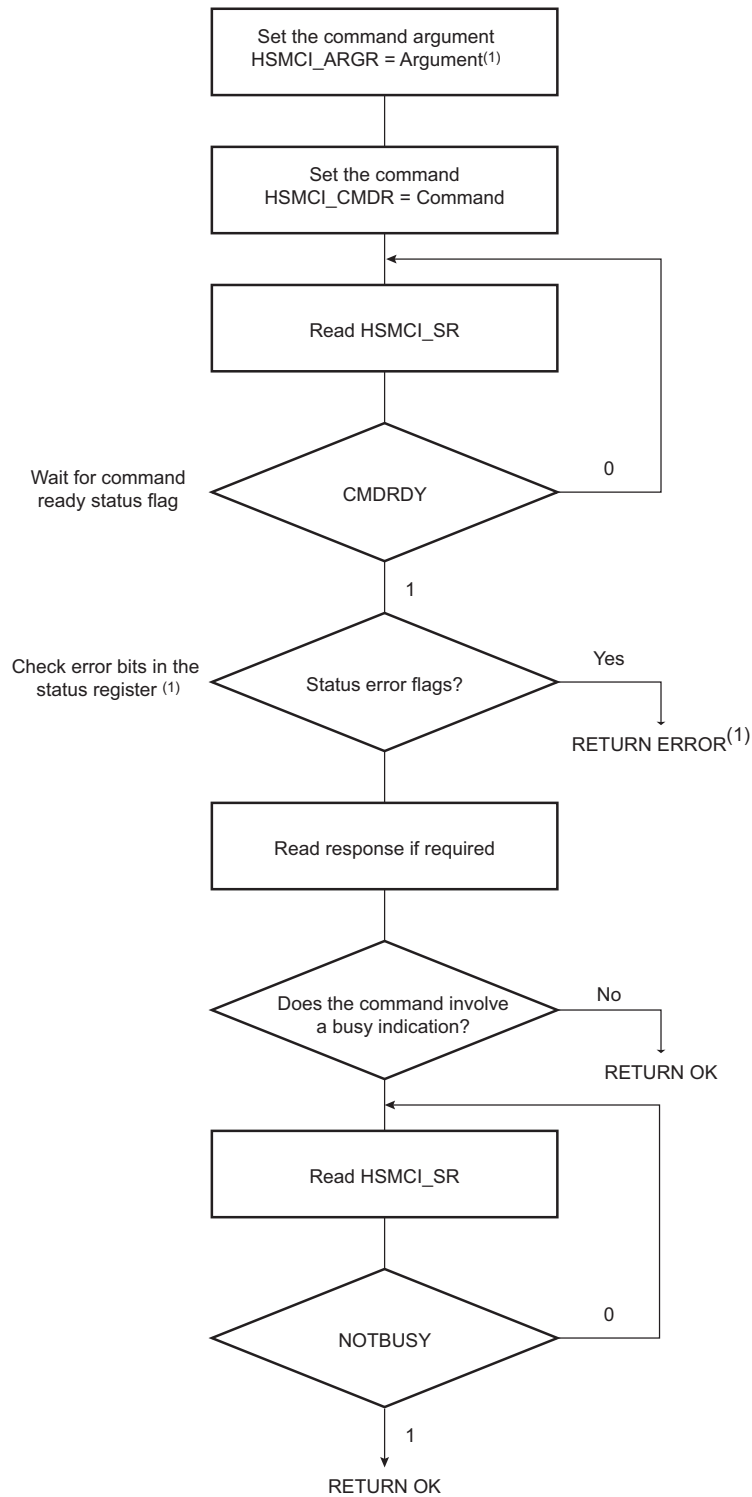 Set the command argument
HSMCI_ARGR = Argument(1)
Set the command
HSMCI_CMDR = Command
Read HSMCI_SR
Wait for command
ready status flag
CMDRDY
0
1
Check error bits in the
status register (1)
Status error flags?
Yes
RETURN ERROR(1)
Read response if required
Does the command involve
a busy indication?
No
RETURN OK
Read HSMCI_SR
NOTBUSY
0
1
RETURN OK